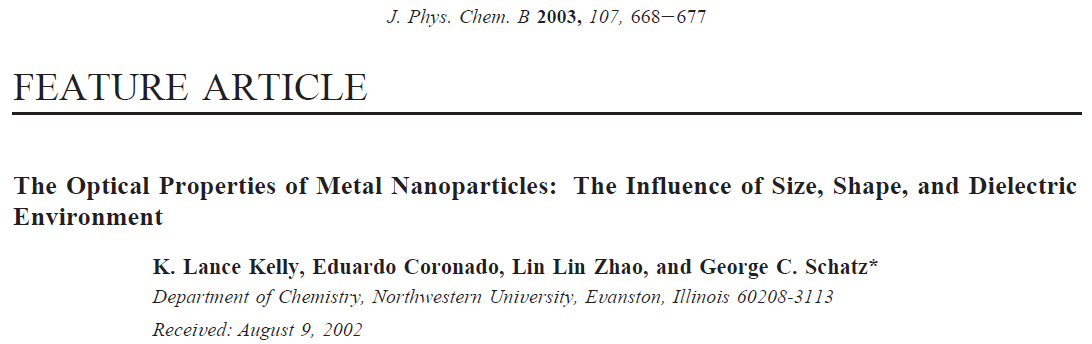 J. Phys. Chem. B 2003, 107, 668−677
FEATURE ARTICLE
The Optical Properties of Metal Nanoparticles: The Influence of Size, Shape, and Dielectric
Environment
K. Lance Kelly, Eduardo Coronado, Lin Lin Zhao, and George C. Schatz*
Department of Chemistry, Northwestern University, Evanston, Illinois 60208-3113
Received: August 9, 2002